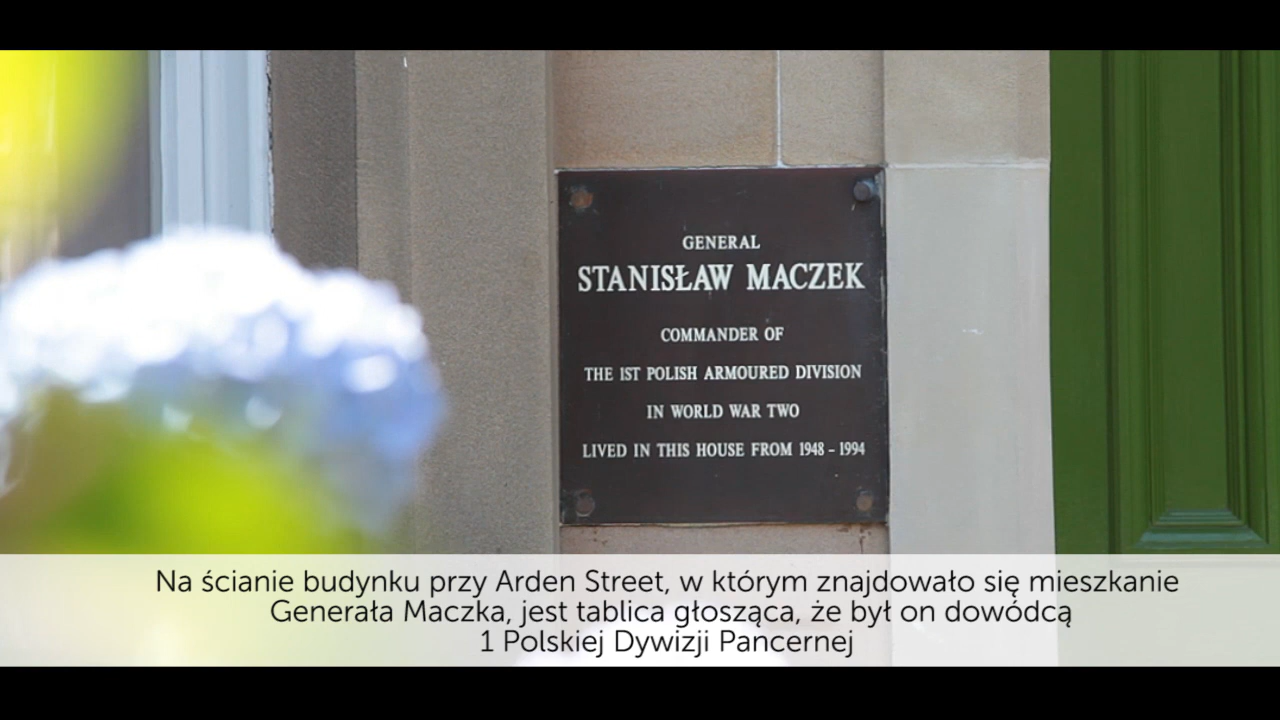 GENERAL
STANISŁAW MACZEK
COMMANDER OF
THE 1ST POLISH ARMOURED DIVISION
IN WORLD WAR TWO
LIVED IN THIS HOUSE FROM 1948 - 1994
Na ścianie budynku przy Arden Street, w którym znajdowało się mieszkanie
Generała Maczka, jest tablica głosząca, że był on dowódcą
1 Polskiej Dywizji Pancernej